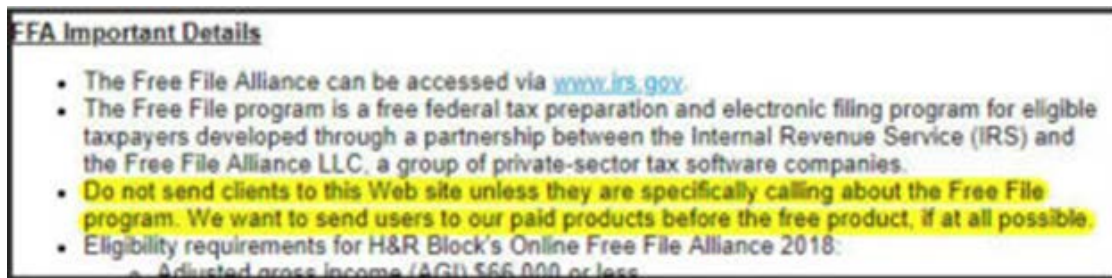 FFA Important Details
• The Free File Alliance can be accessed via www.irs.gov.
• The Free File program is a free federal tax preparation and electronic filing program for eligible
taxpayers developed through a partnership between the Internal Revenue Service (IRS) and
the Free File Alliance LLC, a group of private-sector tax software companies.
• Do not send clients to this Web site unless they are specifically calling about the Free File
program. We want to send users to our paid products before the free product, if at all possible.
• Eligibility requirements for H&R Block's Online Free File Alliance 2018:
o Adjusted gross income (AGI) $66,000 or less